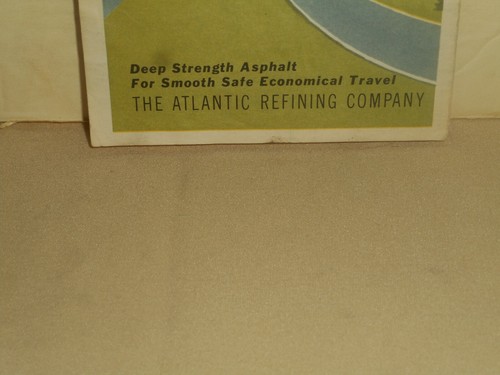 Deep Strength Asphalt
For Smooth Safe Economical Travel
THE ATLANTIC REFINING COMPANY